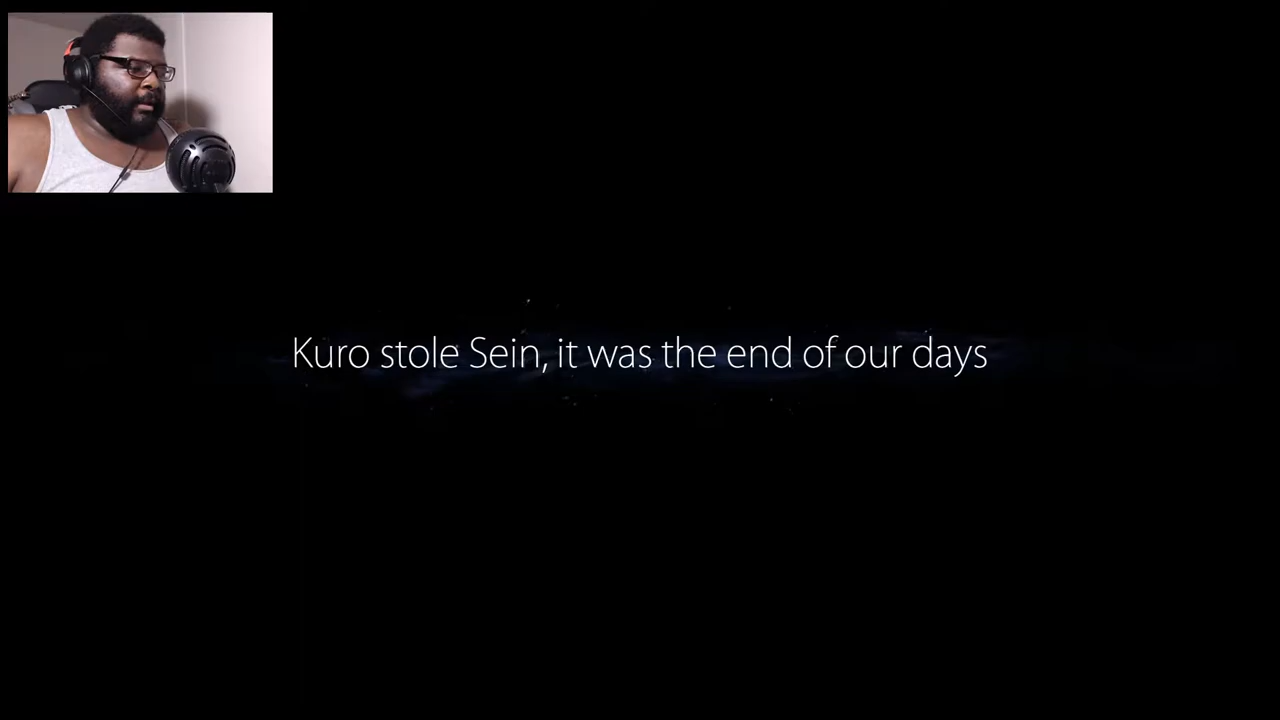 Kuro stole Sein, it was the end of our days